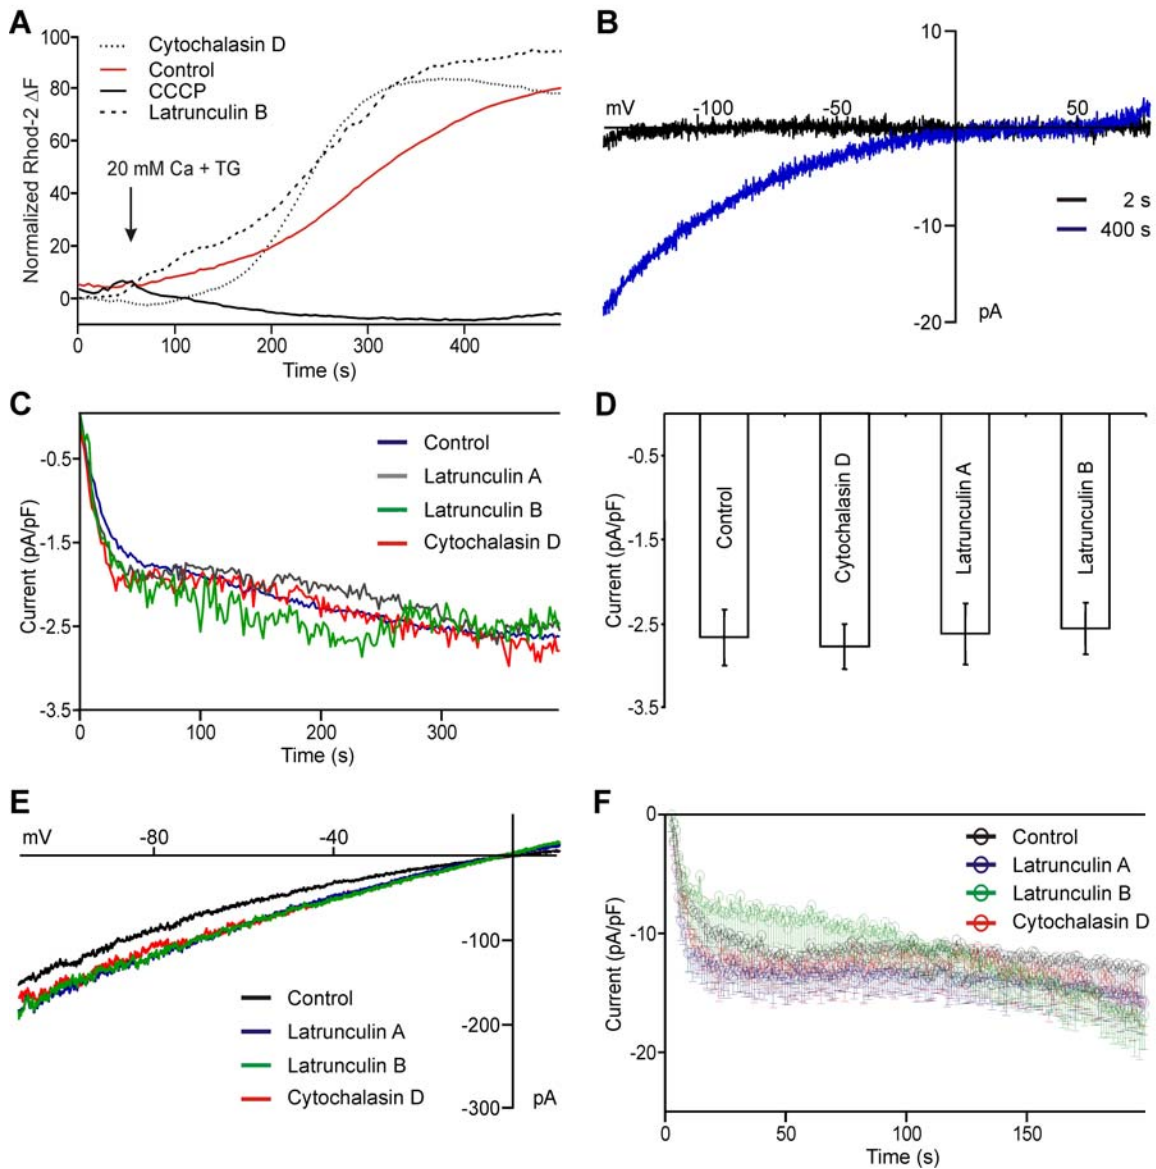 A
100
80
60
40
20
0
Normalized Rhod-2 ΔF
Cytochalasin D
Control
CCCP
Latrunculin B
20 mM Ca + TG
0 100 200 300 400
Time (s)
B
10
mV -100 -50 50
-10
-20 pA
2 s
400 s
C
-0.5
-1.5
-2.5
-3.5
Current (pA/pF)
Control
Latrunculin A
Latrunculin B
Cytochalasin D
0 100 200 300
Time (s)
D
-0.5
-1.5
-2.5
-3.5
Current (pA/pF)
Control
Cytochalasin D
Latrunculin A
Latrunculin B
E
mV -80 -40
-100
-200
-300 pA
Control
Latrunculin A
Latrunculin B
Cytochalasin D
F
0
-10
-20
Current (pA/pF)
Control
Latrunculin A
Latrunculin B
Cytochalasin D
0 50 100 150
Time (s)